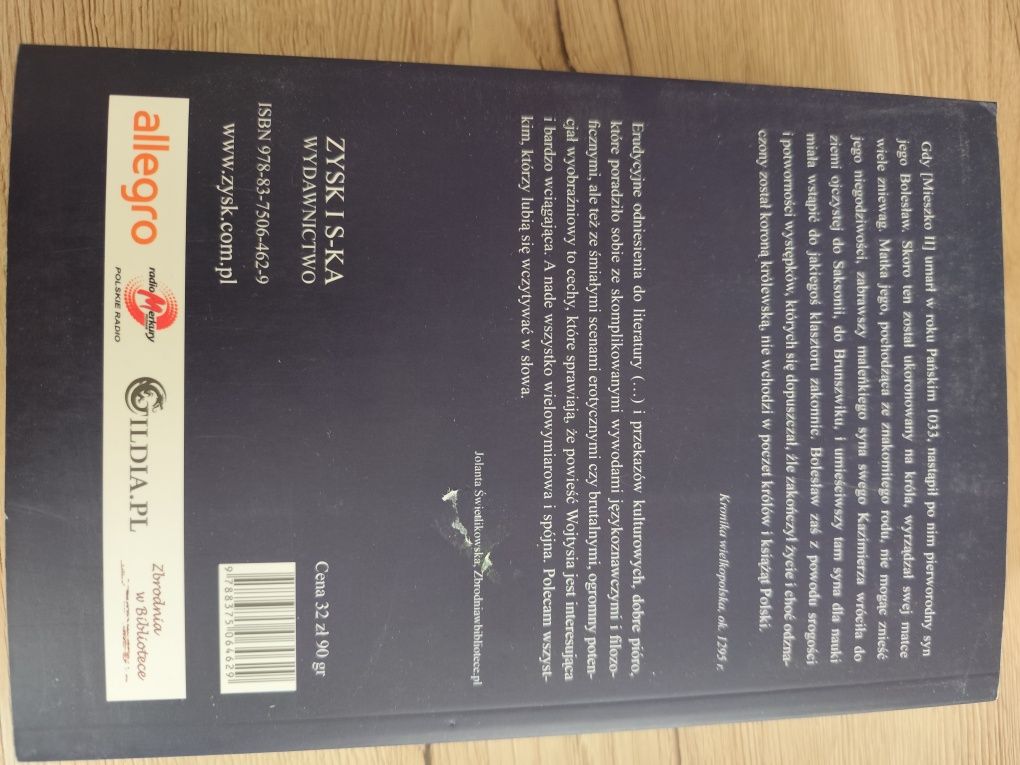 Gdy [Mieszko II] umarł w roku Pańskim 1033, nastąpił po nim pierworodny syn
jego Bolesław. Skoro ten został ukoronowany na króla, wyrządzał swej matce
wiele zniewag. Matka jego, pochodząca ze znakomitego rodu, nie mogąc znieść
jego niegodziwości, zabrawszy maleńkiego syna swego Kazimierza wróciła do
ziemi ojczystej do Saksonii, do Brunszwiku, i umieściwszy tam syna dla nauki
miała wstąpić do jakiegoś klasztoru zakonnic. Bolesław zaś z powodu srogości
i potworności występków, których się dopuszczał, źle zakończył życie i choć odzna-
czony został koroną królewską, nie wchodzi w poczet królów i książąt Polski.
Kronika wielkopolska, ok. 1295 r.
Erudycyjne odniesienia do literatury (...) i przekazów kulturowych, dobre pióro,
które poradziło sobie ze skomplikowanymi wywodami językoznawczymi i filozo-
ficznymi, ale też ze śmiałymi scenami erotycznymi czy brutalnymi, ogromny poten-
cjał wyobraźniowy to cechy, które sprawiają, że powieść Wojtysia jest interesująca
i bardzo wciągająca. A nade wszystko wielowymiarowa i spójna. Polecam wszyst-
kim, którzy lubią się wczytywać w słowa.
Jolanta Świetlikowska, Zbrodniawbibliotece.pl
ZYSK I S-KA
WYDAWNICTWO
ISBN 978-83-7506-462-9
www.zysk.com.pl
Cena 32 zł 90 gr
9 788375 064629
allegro
radio Merkury
POLSKIE RADIO
GILDIA.PL
Zbrodnia
w Bibliotece